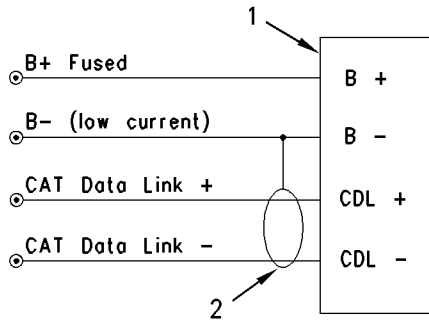 1
B+ Fused
B +
B- (low current)
B -
CAT Data Link +
CDL +
CAT Data Link -
CDL -
2